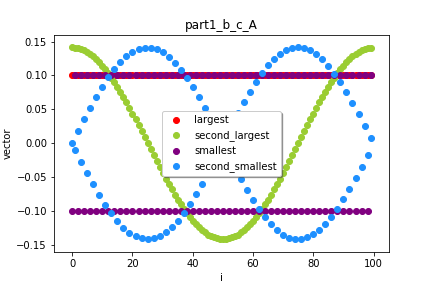 part1_b_c_A
0.15
0.10
0.05
0.00
−0.05
−0.10
−0.15
vector
largest
second_largest
smallest
second_smallest
0 20 40 60 80 100
i